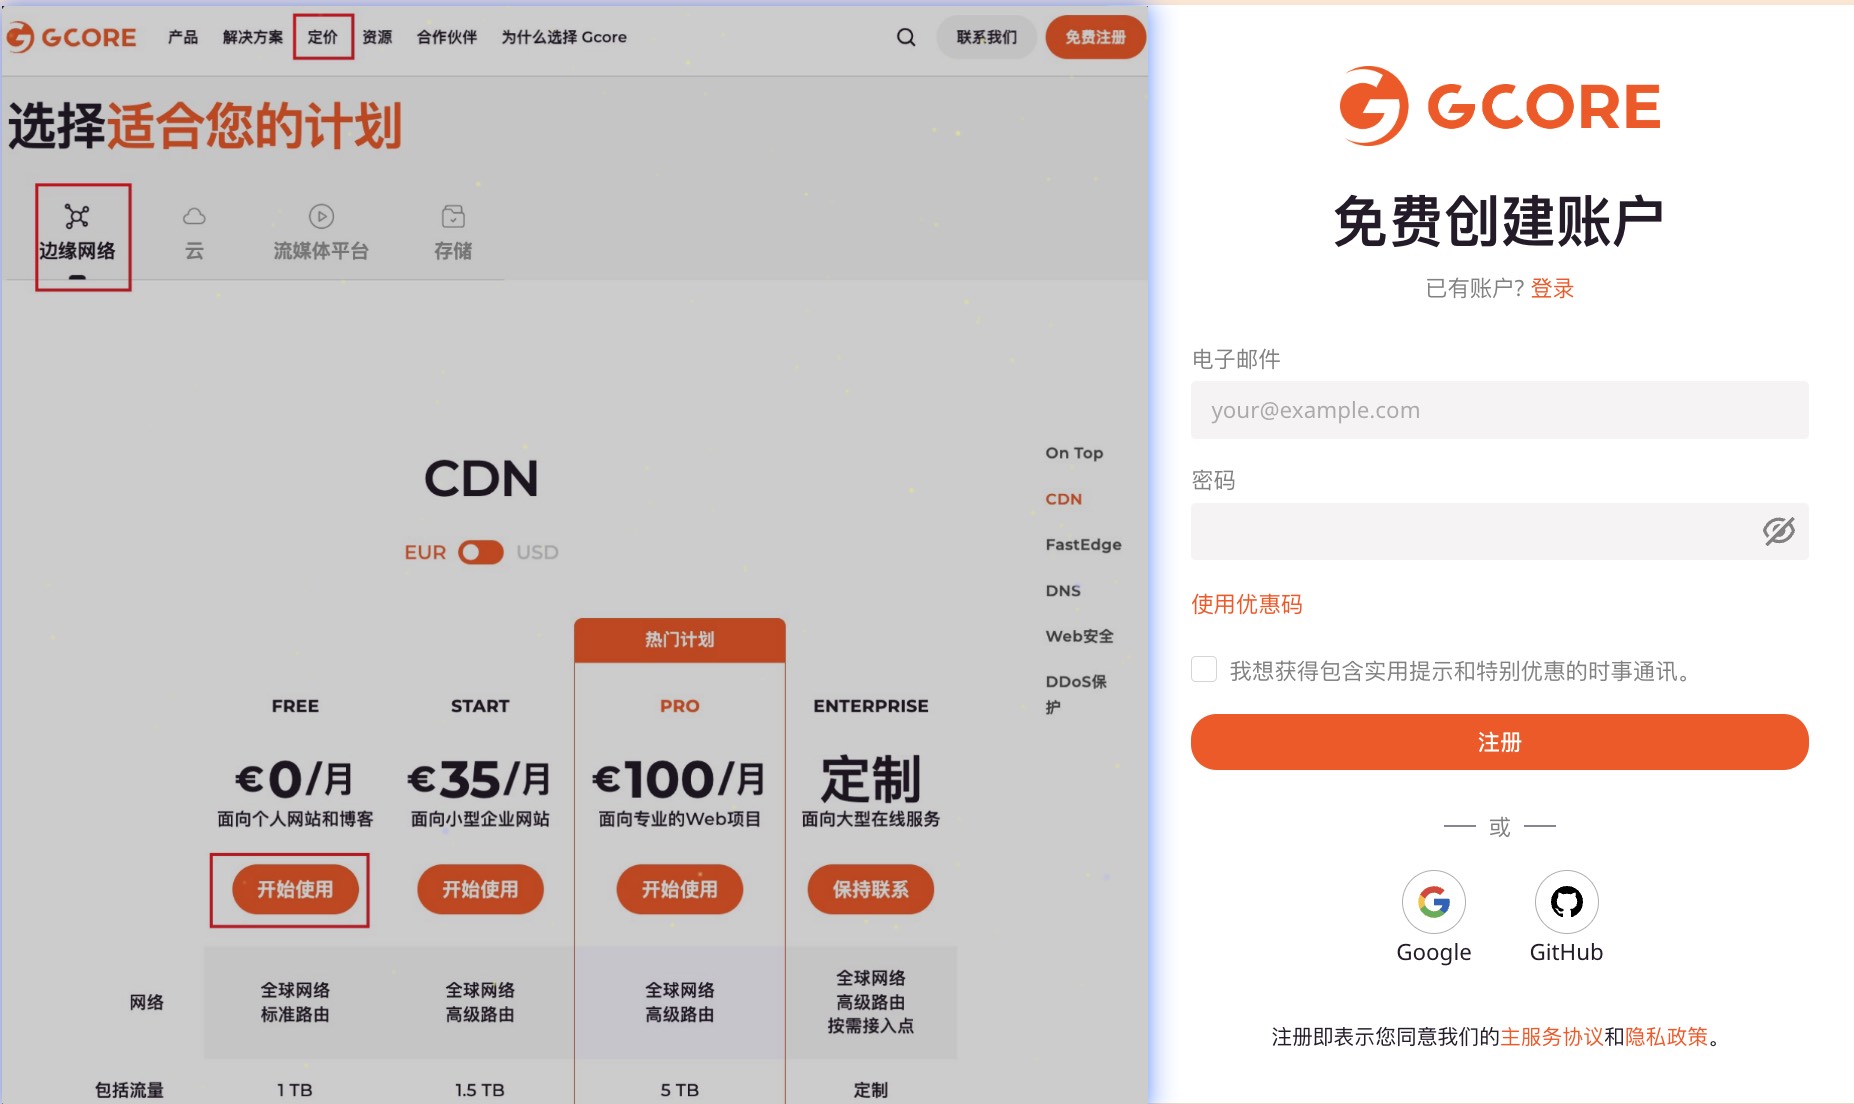 GCORE
产品 解决方案 定价 资源 合作伙伴 为什么选择 Gcore
联系我们 免费注册
选择适合您的计划
边缘网络 云 流媒体平台 存储
CDN
EUR USD
On Top
CDN
FastEdge
DNS
Web安全
DDoS保
护
热门计划
FREE START PRO ENTERPRISE
€0/月 €35/月 €100/月 定制
面向个人网站和博客 面向小型企业网站 面向专业的Web项目 面向大型在线服务
开始使用 开始使用 开始使用 保持联系
网络
全球网络
标准路由
全球网络
高级路由
全球网络
高级路由
全球网络
高级路由
按需接入点
包括流量 1 TB 1.5 TB 5 TB 定制
GCORE
免费创建账户
已有账户? 登录
电子邮件
your@example.com
密码
使用优惠码
我想获得包含实用提示和特别优惠的时事通讯。
注册
或
Google GitHub
注册即表示您同意我们的主服务协议和隐私政策。